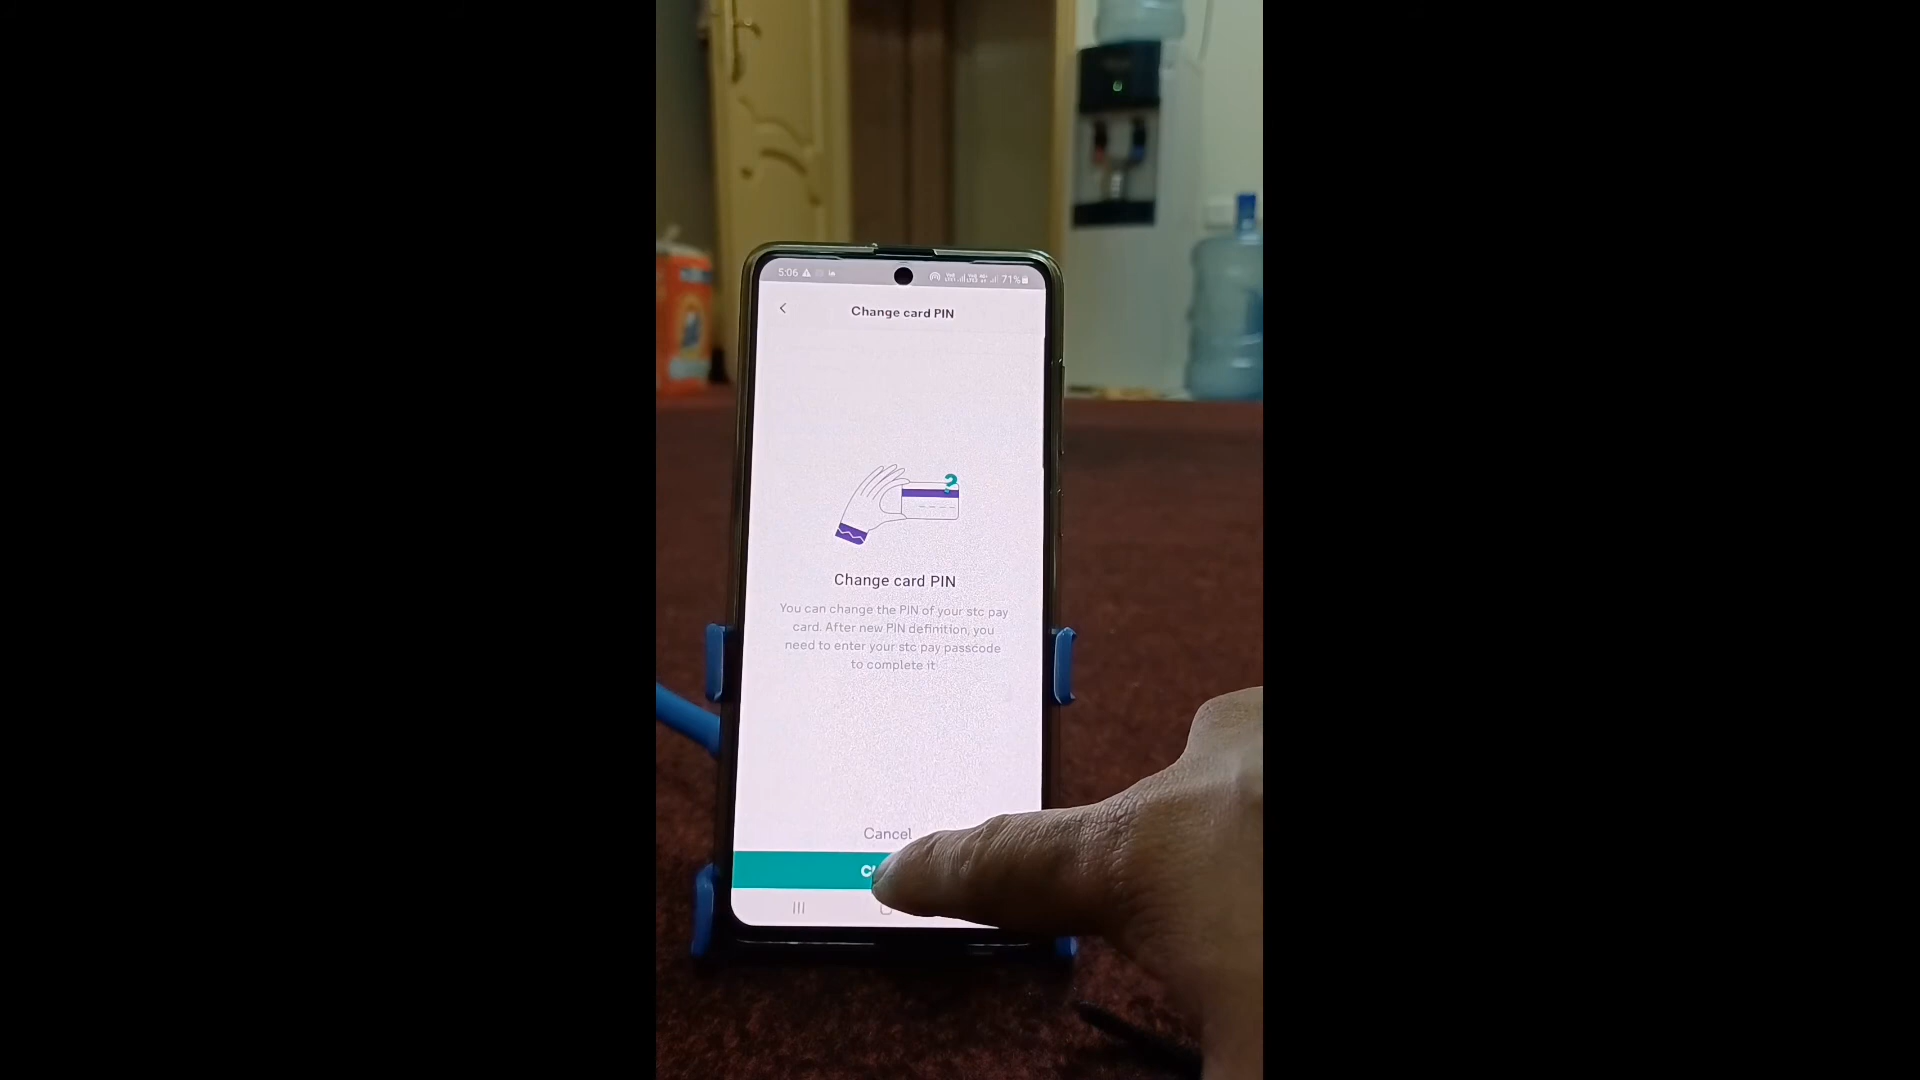 5:06
71%
Change card PIN
?
Change card PIN
You can change the PIN of your stc pay
card. After new PIN definition, you
need to enter your stc pay passcode
to complete it
Cancel